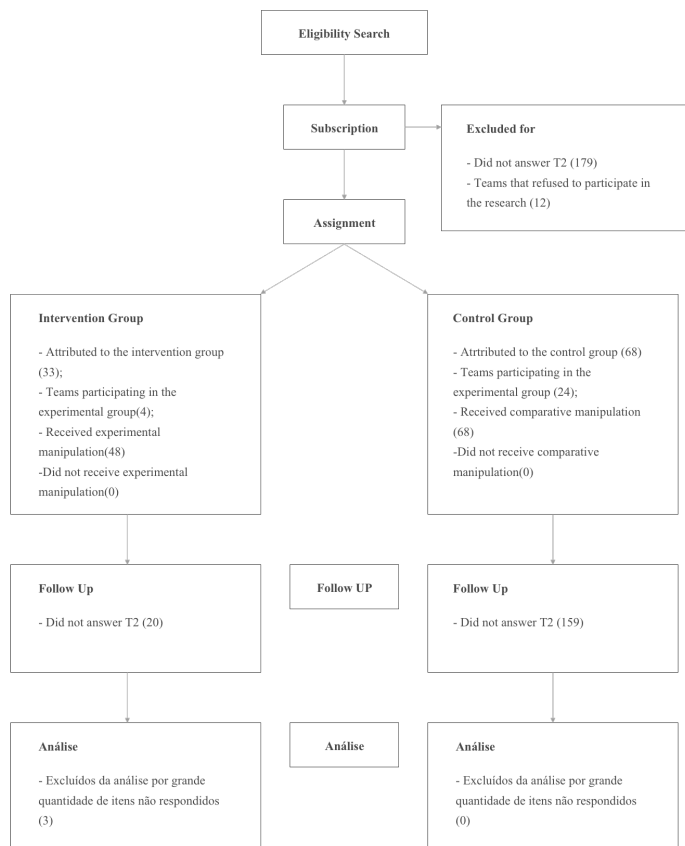 Eligibility Search
Subscription
Excluded for
- Did not answer T2 (179)
- Teams that refused to participate in
the research (12)
Assignment
Intervention Group
- Attributed to the intervention group
(33);
- Teams participating in the
experimental group(4);
- Received experimental
manipulation(48)
-Did not receive experimental
manipulation(0)
Control Group
- Atrtributed to the control group (68)
- Teams participating in the
experimental group (24);
- Received comparative manipulation
(68)
-Did not receive comparative
manipulation(0)
Follow Up
- Did not answer T2 (20)
Follow UP
Follow Up
- Did not answer T2 (159)
Análise
- Excluídos da análise por grande
quantidade de itens não respondidos
(3)
Análise
Análise
- Excluídos da análise por grande
quantidade de itens não respondidos
(0)